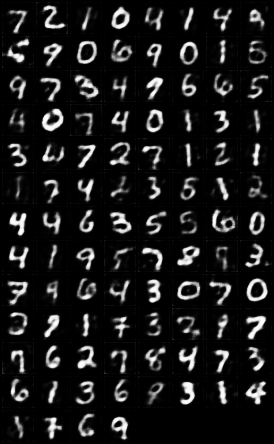 7 2 1 0 4 1 4 9
5 9 0 6 9 0 1 5
9 7 3 4 9 6 6 5
4 0 7 4 0 1 3 1
3 4 7 2 7 1 2 1
1 7 4 2 3 5 1 2
4 4 6 3 5 5 6 0
4 1 9 5 7 8 9 3
7 4 6 4 3 0 7 0
2 9 1 7 3 2 9 7
7 6 2 7 8 4 7 3
6 1 3 6 9 3 1 4
1 7 6 9